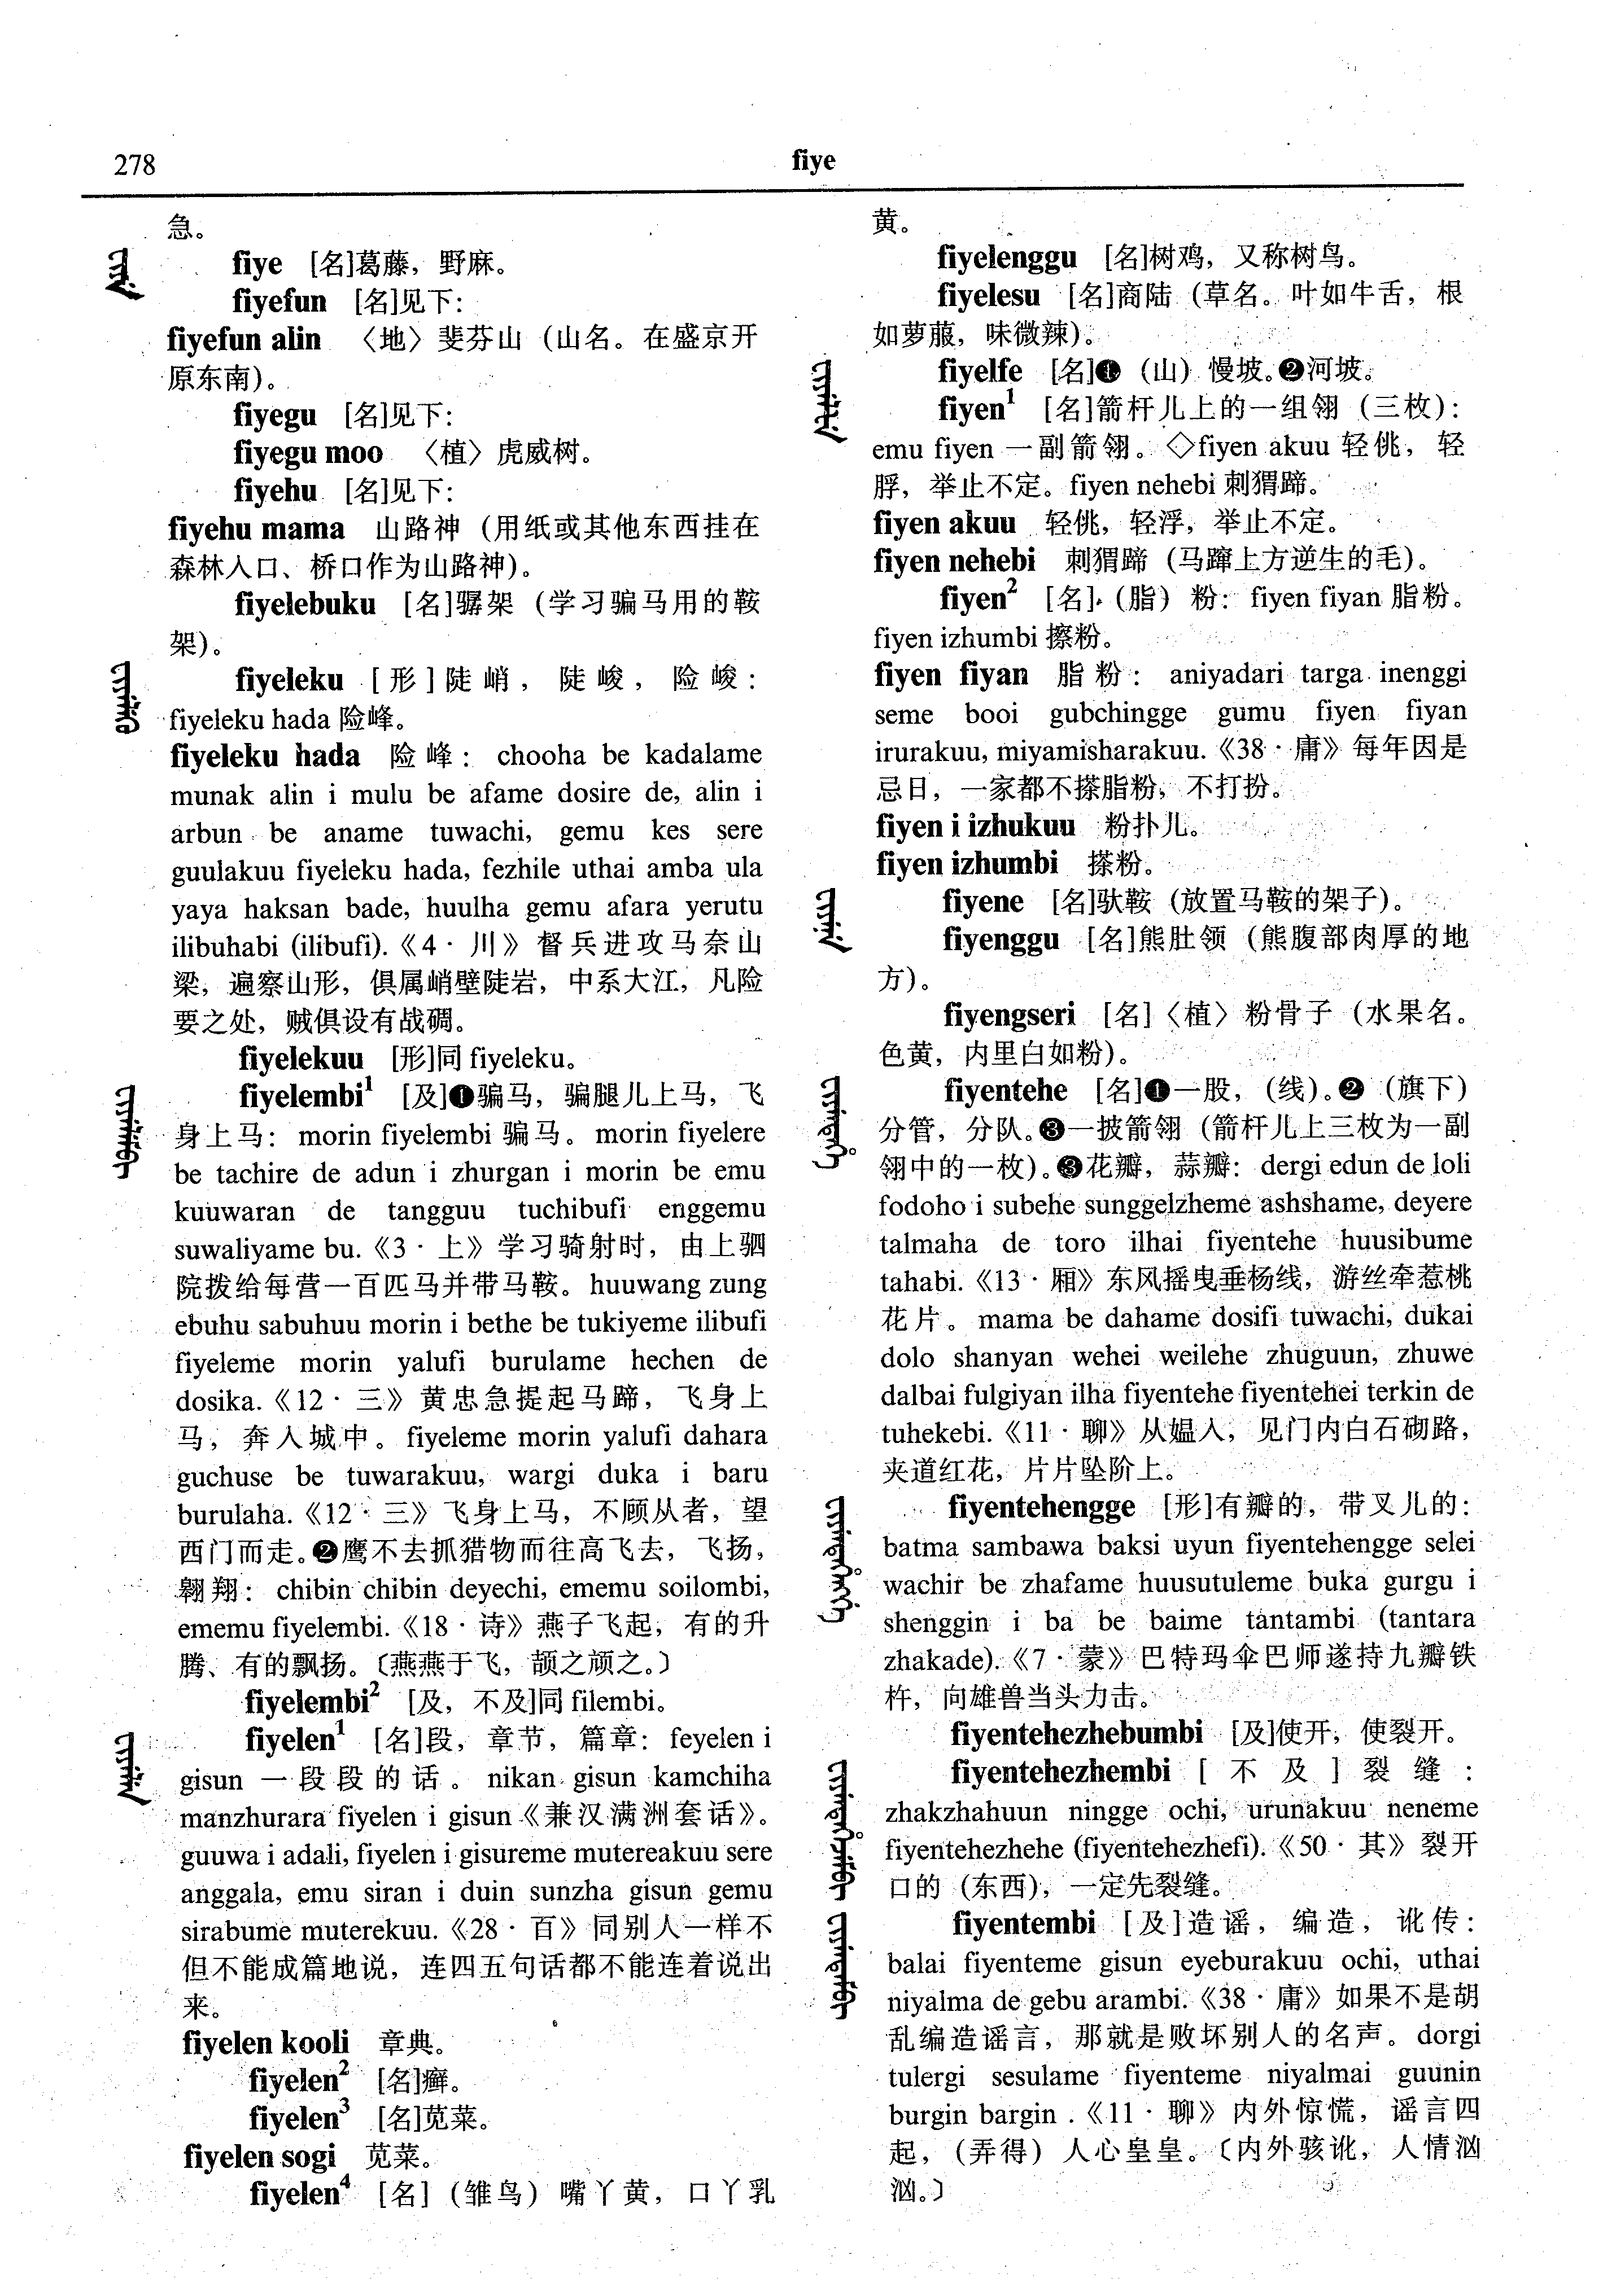 278
fiye
急。
fiye [名]葛藤，野麻。
fiyefun [名]见下：
fiyefun alin 〈地〉斐芬山（山名。在盛京开
原东南）。
fiyegu [名]见下：
fiyegu moo 〈植〉虎威树。
fiyehu [名]见下：
fiyehu mama 山路神（用纸或其他东西挂在
森林入口、桥口作为山路神）。
fiyelebuku [名]骣架（学习骗马用的鞍
架）。
fiyeleku [形]陡峭，陡峻，险峻：
fiyeleku hada 险峰。
fiyeleku hada 险峰：chooha be kadalame
munak alin i mulu be afame dosire de, alin i
arbun be aname tuwachi, gemu kes sere
guulakuu fiyeleku hada, fezhile uthai amba ula
yaya haksan bade, huulha gemu afara yerutu
ilibuhabi (ilibufi).《4·川》督兵进攻马奈山
梁，遍察山形，俱属峭壁陡岩，中系大江，凡险
要之处，贼俱设有战碉。
fiyelekuu [形]同 fiyeleku。
fiyelembi¹ [及]❶骗马，骗腿儿上马，飞
身上马：morin fiyelembi 骗马。morin fiyelere
be tachire de adun i zhurgan i morin be emu
kuuwaran de tangguu tuchibufi enggemu
suwaliyame bu.《3·上》学习骑射时，由上驷
院拨给每营一百匹马并带马鞍。huuwang zung
ebuhu sabuhuu morin i bethe be tukiyeme ilibufi
fiyeleme morin yalufi burulame hechen de
dosika.《12·三》黄忠急提起马蹄，飞身上
马，奔入城中。fiyeleme morin yalufi dahara
guchuse be tuwarakuu, wargi duka i baru
burulaha.《12·三》飞身上马，不顾从者，望
西门而走。❷鹰不去抓猎物而往高飞去，飞扬，
翱翔：chibin chibin deyechi, ememu soilombi,
ememu fiyelembi.《18·诗》燕子飞起，有的升
腾、有的飘扬。〔燕燕于飞，颉之颃之。〕
fiyelembi² [及，不及]同 filembi。
fiyelen¹ [名]段，章节，篇章：feyelen i
gisun 一段段的话。nikan gisun kamchiha
manzhurara fiyelen i gisun《兼汉满洲套话》。
guuwa i adali, fiyelen i gisureme mutereakuu sere
anggala, emu siran i duin sunzha gisun gemu
sirabume muterekuu.《28·百》同别人一样不
但不能成篇地说，连四五句话都不能连着说出
来。
fiyelen kooli 章典。
fiyelen² [名]癣。
fiyelen³ [名]苋菜。
fiyelen sogi 苋菜。
fiyelen⁴ [名]（雏鸟）嘴丫黄，口丫乳
黄。
fiyelenggu [名]树鸡，又称树鸟。
fiyelesu [名]商陆（草名。叶如牛舌，根
如萝菔，味微辣）。
fiyelfe [名]❶（山）慢坡。❷河坡。
fiyen¹ [名]箭杆儿上的一组翎（三枚）：
emu fiyen 一副箭翎。◇fiyen akuu 轻佻，轻
脬，举止不定。fiyen nehebi 刺猬蹄。
fiyen akuu 轻佻，轻浮，举止不定。
fiyen nehebi 刺猬蹄（马蹿上方逆生的毛）。
fiyen² [名]（脂）粉：fiyen fiyan 脂粉。
fiyen izhumbi 擦粉。
fiyen fiyan 脂粉：aniyadari targa inenggi
seme booi gubchingge gumu fiyen fiyan
irurakuu, miyamisharakuu.《38·庸》每年因是
忌日，一家都不搽脂粉，不打扮。
fiyen i izhukuu 粉扑儿。
fiyen izhumbi 搽粉。
fiyene [名]驮鞍（放置马鞍的架子）。
fiyenggu [名]熊肚领（熊腹部肉厚的地
方）。
fiyengseri [名]〈植〉粉骨子（水果名。
色黄，内里白如粉）。
fiyentehe [名]❶一股，（线）。❷（旗下）
分管，分队。❸一披箭翎（箭杆儿上三枚为一副
翎中的一枚）。❸花瓣，蒜瓣：dergi edun de loli
fodoho i subehe sunggelzheme ashshame, deyere
talmaha de toro ilhai fiyentehe huusibume
tahabi.《13·厢》东风摇曳垂杨线，游丝牵惹桃
花片。mama be dahame dosifi tuwachi, dukai
dolo shanyan wehei weilehe zhuguun, zhuwe
dalbai fulgiyan ilha fiyentehe fiyentehei terkin de
tuhekebi.《11·聊》从媪入，见门内白石砌路，
夹道红花，片片坠阶上。
fiyentehengge [形]有瓣的，带叉儿的：
batma sambawa baksi uyun fiyentehengge selei
wachir be zhafame huusutuleme buka gurgu i
shenggin i ba be baime tantambi (tantara
zhakade).《7·蒙》巴特玛伞巴师遂持九瓣铁
杵，向雄兽当头力击。
fiyentehezhebumbi [及]使开，使裂开。
fiyentehezhembi [不及]裂缝：
zhakzhahuun ningge ochi, urunakuu neneme
fiyentehezhehe (fiyentehezhefi).《50·其》裂开
口的（东西），一定先裂缝。
fiyentembi [及]造谣，编造，讹传：
balai fiyenteme gisun eyeburakuu ochi, uthai
niyalma de gebu arambi.《38·庸》如果不是胡
乱编造谣言，那就是败坏别人的名声。dorgi
tulergi sesulame fiyenteme niyalmai guunin
burgin bargin .《11·聊》内外惊慌，谣言四
起，（弄得）人心皇皇。〔内外骇讹，人情汹
汹。〕